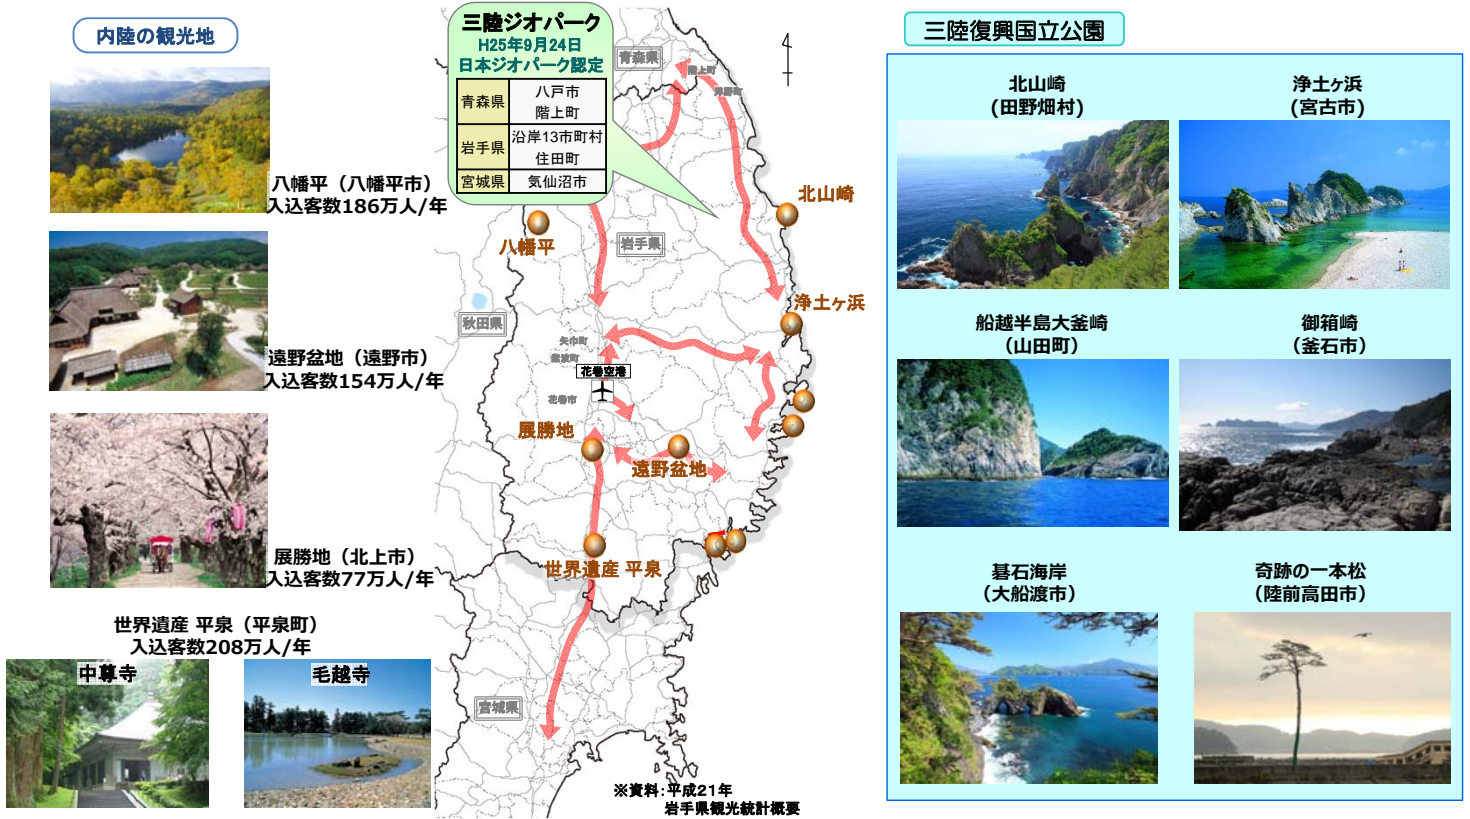 内陸の観光地
八幡平（八幡平市）
入込客数186万人/年
遠野盆地（遠野市）
入込客数154万人/年
展勝地（北上市）
入込客数77万人/年
世界遺産 平泉（平泉町）
入込客数208万人/年
中尊寺
毛越寺
三陸ジオパーク
H25年9月24日
日本ジオパーク認定
青森県
八戸市
階上町
岩手県
沿岸13市町村
住田町
宮城県
気仙沼市
青森県
階上町
洋野町
北山崎
八幡平
岩手県
浄土ヶ浜
秋田県
矢巾町
紫波町
花巻空港
花巻市
展勝地
遠野盆地
世界遺産 平泉
宮城県
※資料：平成21年
岩手県観光統計概要
三陸復興国立公園
北山崎
(田野畑村)
浄土ヶ浜
(宮古市)
船越半島大釜崎
（山田町）
御箱崎
（釜石市）
碁石海岸
（大船渡市）
奇跡の一本松
（陸前高田市）